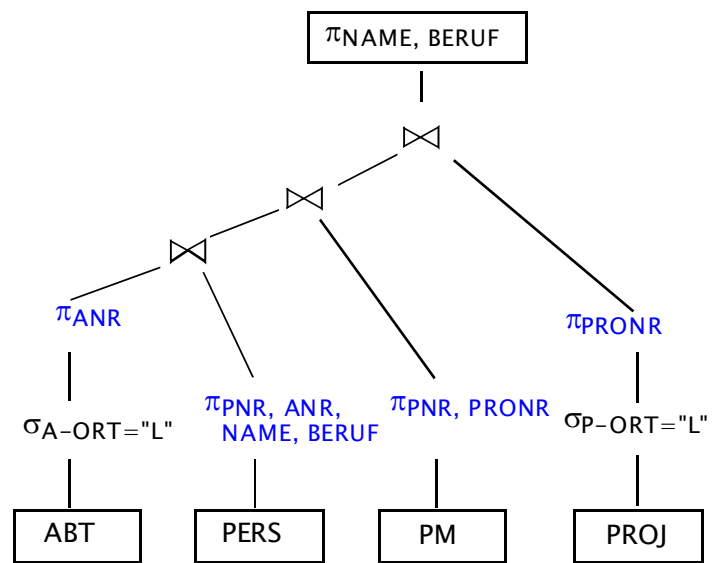 πNAME, BERUF
⋈
⋈
⋈
πANR
πPRONR
πPNR, ANR,
NAME, BERUF
πPNR, PRONR
σA–ORT="L"
σP–ORT="L"
ABT
PERS
PM
PROJ